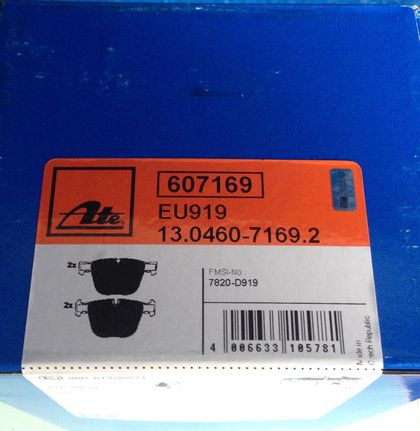 Ate
607169
EU919
13.0460-7169.2
2x
2x
FMSI-No.:
7820-D919
4 006633 105781
Made in
Czech Republic